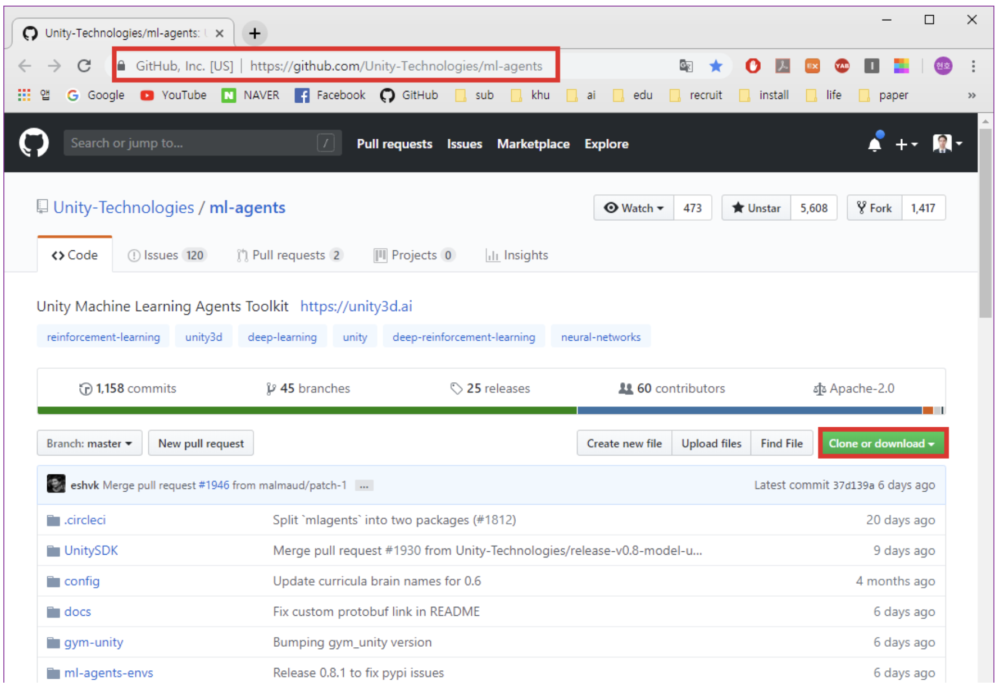 Unity-Technologies/ml-agents:
GitHub, Inc. [US] | https://github.com/Unity-Technologies/ml-agents
EX YAB I 현호
앱 Google YouTube N NAVER Facebook GitHub sub khu ai edu recruit install life paper »
Search or jump to... / Pull requests Issues Marketplace Explore
Unity-Technologies / ml-agents Watch 473 Unstar 5,608 Fork 1,417
Code Issues 120 Pull requests 2 Projects 0 Insights
Unity Machine Learning Agents Toolkit https://unity3d.ai
reinforcement-learning unity3d deep-learning unity deep-reinforcement-learning neural-networks
1,158 commits 45 branches 25 releases 60 contributors Apache-2.0
Branch: master New pull request Create new file Upload files Find File Clone or download
eshvk Merge pull request #1946 from malmaud/patch-1 ... Latest commit 37d139a 6 days ago
.circleci Split `mlagents` into two packages (#1812) 20 days ago
UnitySDK Merge pull request #1930 from Unity-Technologies/release-v0.8-model-u... 9 days ago
config Update curricula brain names for 0.6 4 months ago
docs Fix custom protobuf link in README 6 days ago
gym-unity Bumping gym_unity version 6 days ago
ml-agents-envs Release 0.8.1 to fix pypi issues 6 days ago